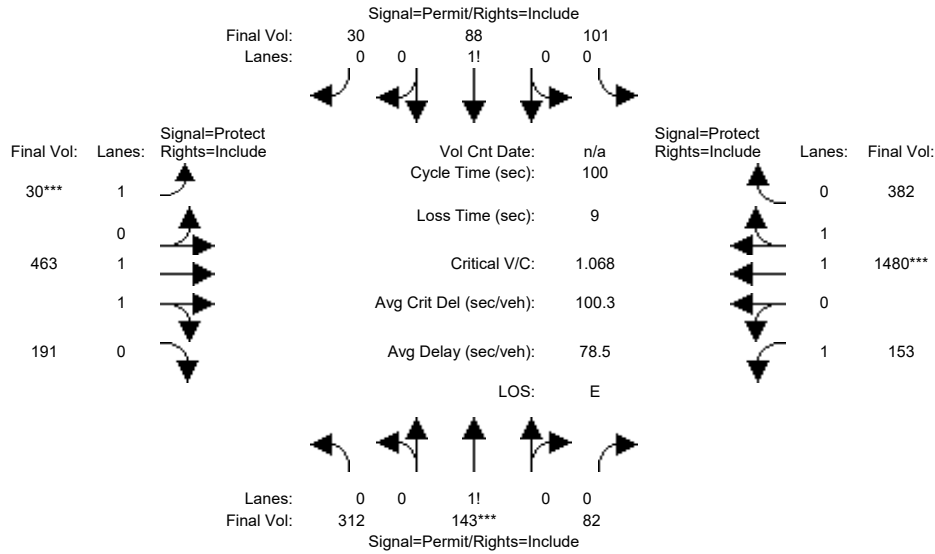 Signal=Permit/Rights=Include
Final Vol: 30 88 101
Lanes: 0 0 1! 0 0
Signal=Protect Signal=Protect
Final Vol: Lanes: Rights=Include Vol Cnt Date: n/a Rights=Include Lanes: Final Vol:
Cycle Time (sec): 100
30*** 1 0 382
Loss Time (sec): 9
0 1
463 1 Critical V/C: 1.068 1 1480***
1 Avg Crit Del (sec/veh): 100.3 0
191 0 Avg Delay (sec/veh): 78.5 1 153
LOS: E
Lanes: 0 0 1! 0 0
Final Vol: 312 143*** 82
Signal=Permit/Rights=Include